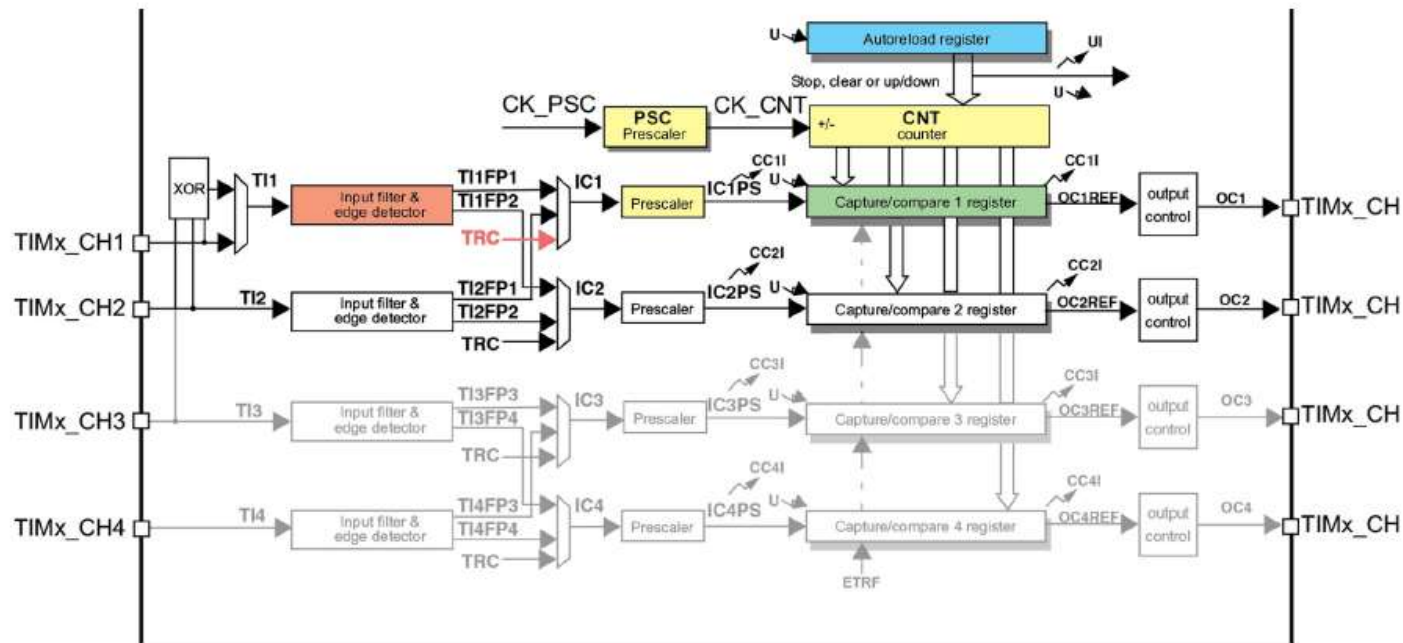 U
Autoreload register
UI
Stop, clear or up/down
U
CK_PSC
PSC
Prescaler
CK_CNT
+/-
CNT
counter
XOR
TI1
Input filter &
edge detector
TI1FP1
TI1FP2
TRC
IC1
Prescaler
IC1PS
CC1I
U
Capture/compare 1 register
CC1I
OC1REF
output
control
OC1
TIMx_CH
TIMx_CH1
TIMx_CH2
TI2
Input filter &
edge detector
TI2FP1
TI2FP2
TRC
IC2
Prescaler
IC2PS
CC2I
U
Capture/compare 2 register
CC2I
OC2REF
output
control
OC2
TIMx_CH
TIMx_CH3
TI3
Input filter &
edge detector
TI3FP3
TI3FP4
TRC
IC3
Prescaler
IC3PS
CC3I
U
Capture/compare 3 register
CC3I
OC3REF
output
control
OC3
TIMx_CH
TIMx_CH4
TI4
Input filter &
edge detector
TI4FP3
TI4FP4
TRC
IC4
Prescaler
IC4PS
CC4I
U
Capture/compare 4 register
CC4I
OC4REF
output
control
OC4
TIMx_CH
ETRF